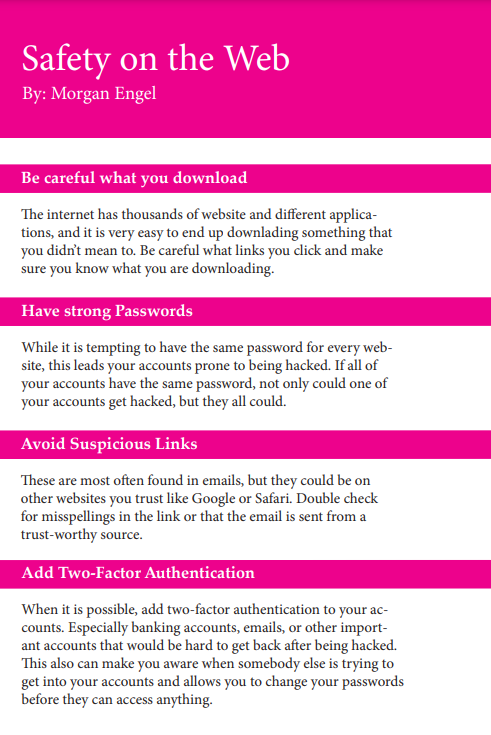 Safety on the Web
By: Morgan Engel
Be careful what you download
The internet has thousands of website and different applica-
tions, and it is very easy to end up downlading something that
you didn't mean to. Be careful what links you click and make
sure you know what you are downloading.
Have strong Passwords
While it is tempting to have the same password for every web-
site, this leads your accounts prone to being hacked. If all of
your accounts have the same password, not only could one of
your accounts get hacked, but they all could.
Avoid Suspicious Links
These are most often found in emails, but they could be on
other websites you trust like Google or Safari. Double check
for misspellings in the link or that the email is sent from a
trust-worthy source.
Add Two-Factor Authentication
When it is possible, add two-factor authentication to your ac-
counts. Especially banking accounts, emails, or other import-
ant accounts that would be hard to get back after being hacked.
This also can make you aware when somebody else is trying to
get into your accounts and allows you to change your passwords
before they can access anything.